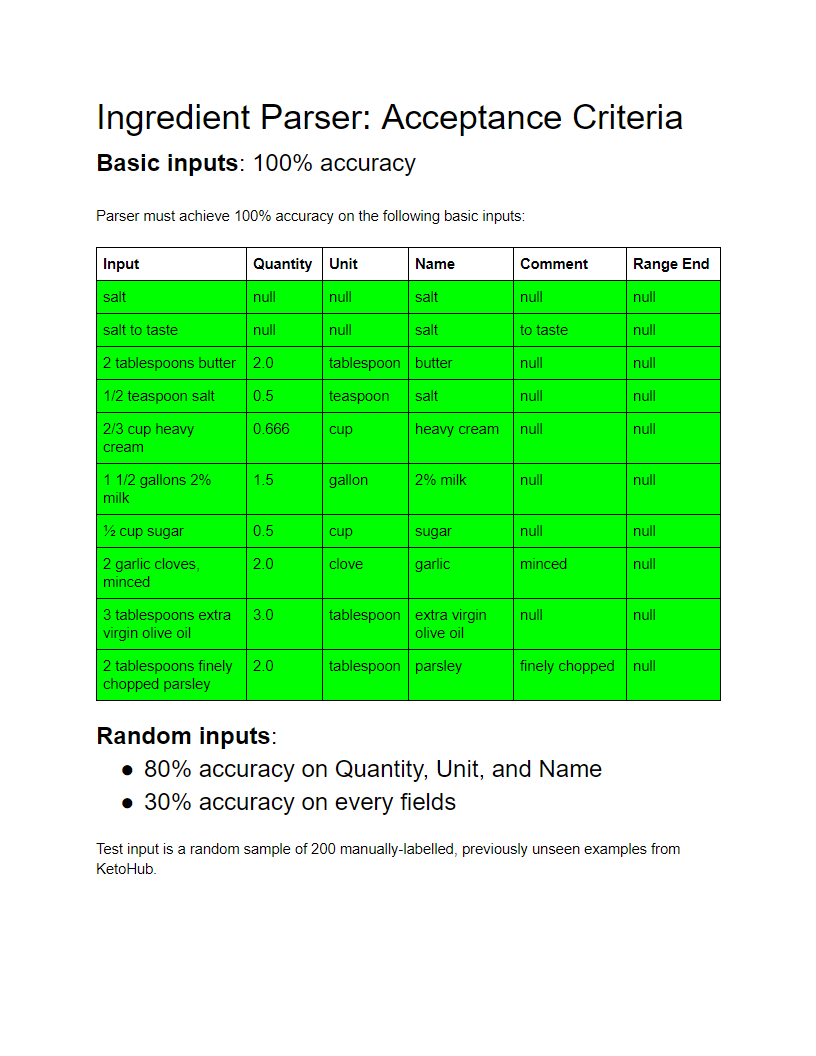 Ingredient Parser: Acceptance Criteria
Basic inputs: 100% accuracy
Parser must achieve 100% accuracy on the following basic inputs:
Input Quantity Unit Name Comment Range End
salt null null salt null null
salt to taste null null salt to taste null
2 tablespoons butter 2.0 tablespoon butter null null
1/2 teaspoon salt 0.5 teaspoon salt null null
2/3 cup heavy 0.666 cup heavy cream null null
cream
1 1/2 gallons 2% 1.5 gallon 2% milk null null
milk
½ cup sugar 0.5 cup sugar null null
2 garlic cloves, 2.0 clove garlic minced null
minced
3 tablespoons extra 3.0 tablespoon extra virgin null null
virgin olive oil olive oil
2 tablespoons finely 2.0 tablespoon parsley finely chopped null
chopped parsley
Random inputs:
● 80% accuracy on Quantity, Unit, and Name
● 30% accuracy on every fields
Test input is a random sample of 200 manually-labelled, previously unseen examples from
KetoHub.